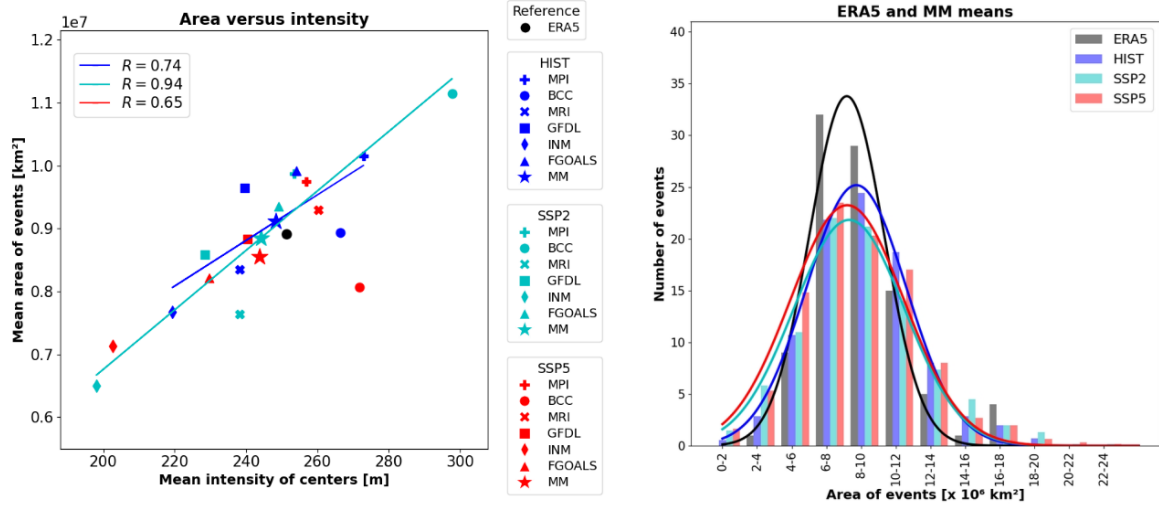 Area versus intensity
1e7
1.2
1.1
1.0
0.9
0.8
0.7
0.6
Mean area of events [km²]
R = 0.74
R = 0.94
R = 0.65
200
220
240
260
280
300
Mean intensity of centers [m]
Reference
ERA5
HIST
MPI
BCC
MRI
GFDL
INM
FGOALS
MM
SSP2
MPI
BCC
MRI
GFDL
INM
FGOALS
MM
SSP5
MPI
BCC
MRI
GFDL
INM
FGOALS
MM
ERA5 and MM means
40
35
30
25
20
15
10
5
0
Number of events
ERA5
HIST
SSP2
SSP5
0-2
2-4
4-6
6-8
8-10
10-12
12-14
14-16
16-18
18-20
20-22
22-24
Area of events [x 10⁶ km²]